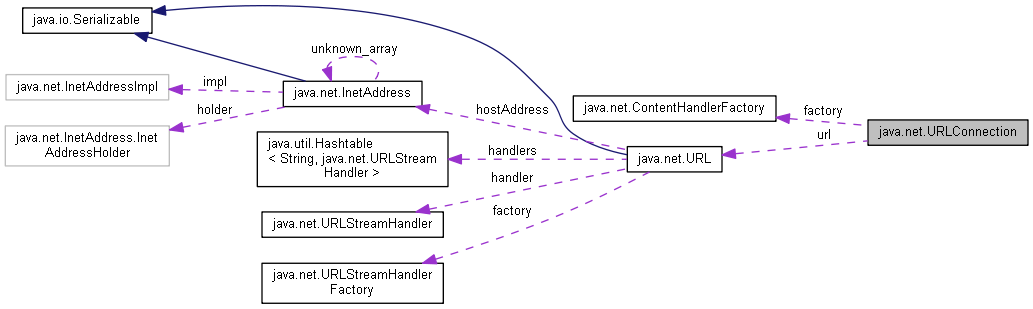 java.io.Serializable
unknown_array
java.net.InetAddressImpl
impl
java.net.InetAddress
holder
hostAddress
java.net.ContentHandlerFactory
factory
java.net.URLConnection
java.net.InetAddress.Inet
AddressHolder
java.util.Hashtable
< String, java.net.URLStream
Handler >
handlers
java.net.URL
url
handler
java.net.URLStreamHandler
factory
java.net.URLStreamHandler
Factory